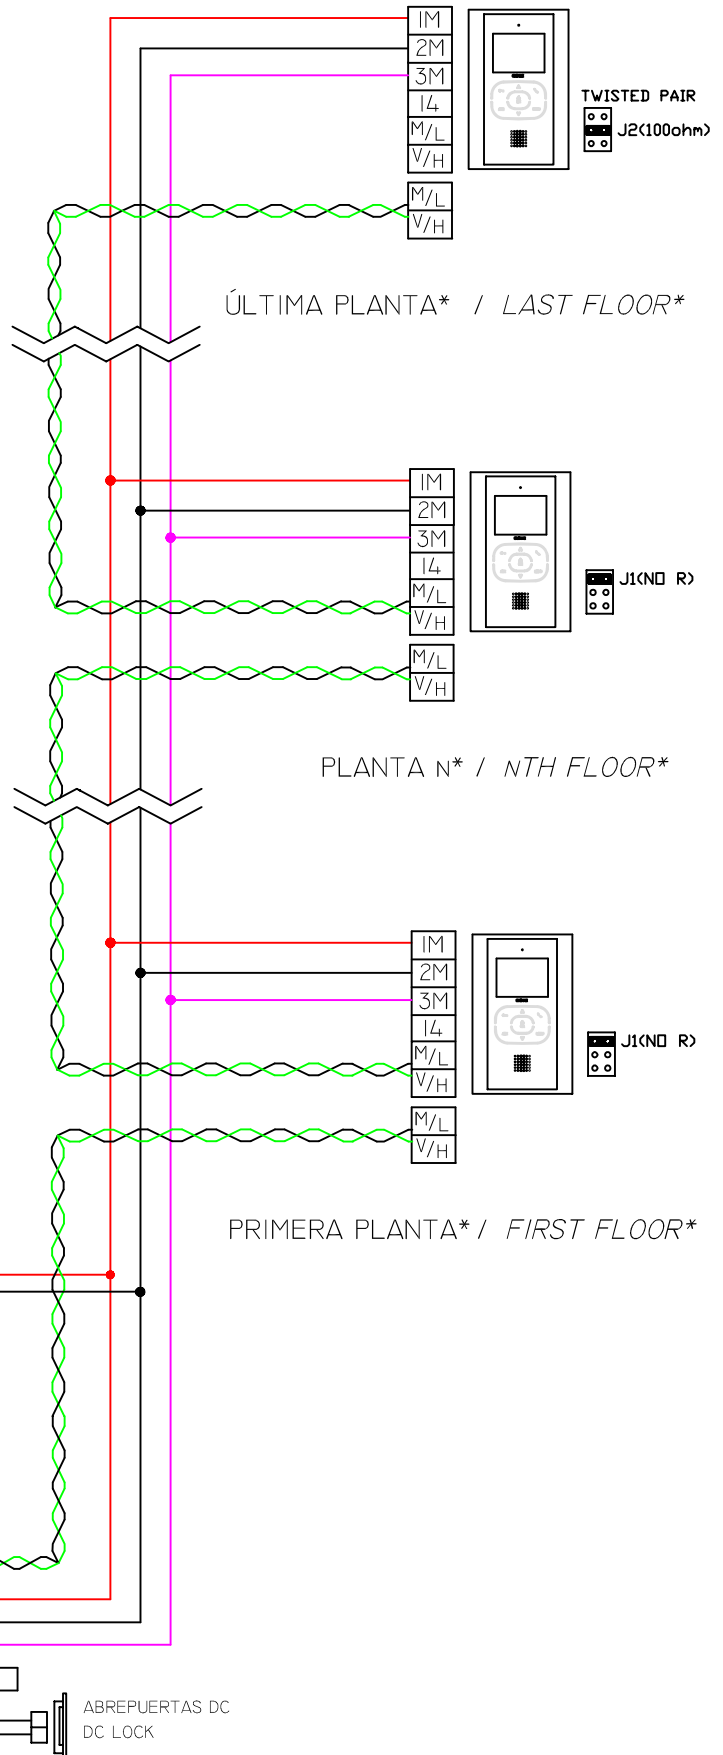 1M
2M
3M
14
M/L
V/H
M/L
V/H
TWISTED PAIR
J2(100ohm)
ÚLTIMA PLANTA* / LAST FLOOR*
1M
2M
3M
14
M/L
V/H
M/L
V/H
J1(NO R)
PLANTA N* / NTH FLOOR*
1M
2M
3M
14
M/L
V/H
M/L
V/H
J1(NO R)
PRIMERA PLANTA* / FIRST FLOOR*
ABREPUERTAS DC
DC LOCK